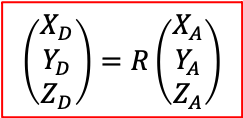 (X_D Y_D Z_D) = R (X_A Y_A Z_A)